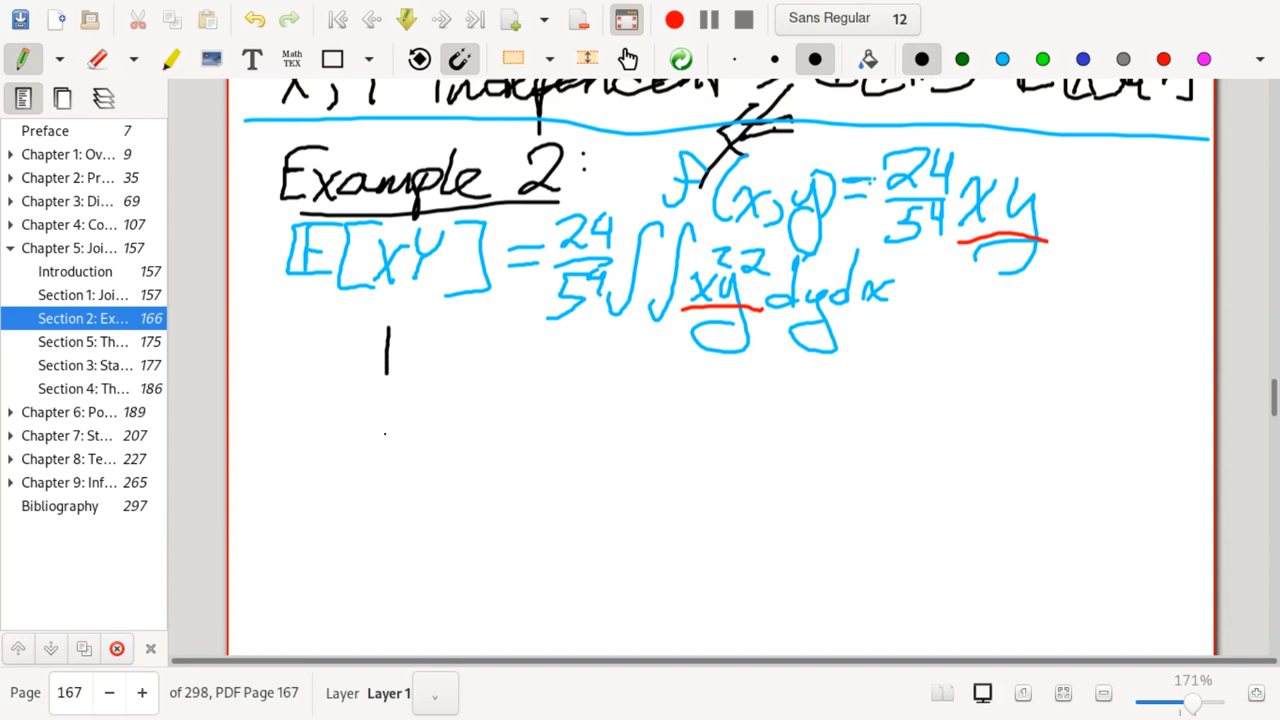 Sans Regular 12
Math TEX
Preface 7
Chapter 1: Ov... 9
Chapter 2: Pr... 35
Chapter 3: Di... 69
Chapter 4: Co... 107
Chapter 5: Joi... 157
Introduction 157
Section 1: Joi... 157
Section 2: Ex... 166
Section 5: Th... 175
Section 3: Sta... 177
Section 4: Th... 186
Chapter 6: Po... 189
Chapter 7: St... 207
Chapter 8: Te... 227
Chapter 9: Inf... 265
Bibliography 297
X, Y Independent
Example 2: f(x,y) = 24/5⁴ xy
E[XY] = 24/5⁴ ∫∫ x²y² dydx
Page 167 of 298, PDF Page 167 Layer Layer 1 171%